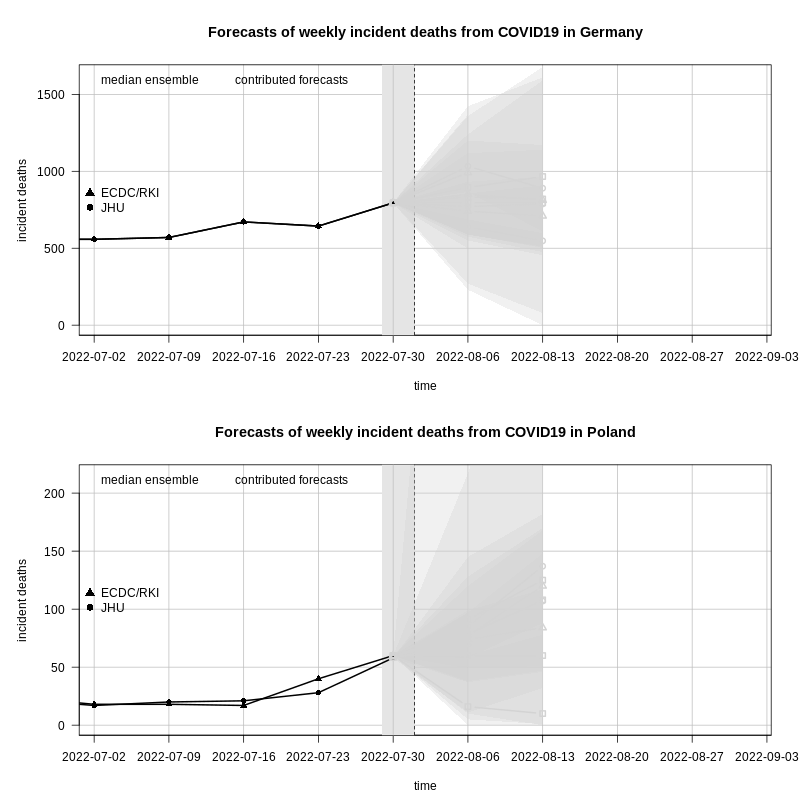 Forecasts of weekly incident deaths from COVID19 in Germany
median ensemble contributed forecasts
1500
1000
500
0
incident deaths
ECDC/RKI
JHU
2022-07-02 2022-07-09 2022-07-16 2022-07-23 2022-07-30 2022-08-06 2022-08-13 2022-08-20 2022-08-27 2022-09-03
time
Forecasts of weekly incident deaths from COVID19 in Poland
median ensemble contributed forecasts
200
150
100
50
0
incident deaths
ECDC/RKI
JHU
2022-07-02 2022-07-09 2022-07-16 2022-07-23 2022-07-30 2022-08-06 2022-08-13 2022-08-20 2022-08-27 2022-09-03
time